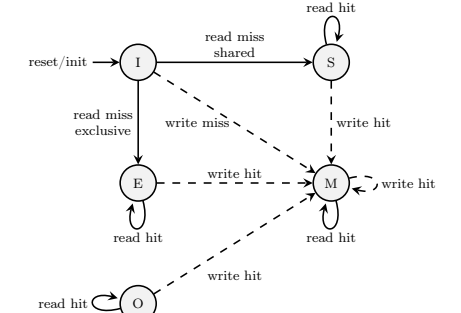 read hit
read miss
shared
reset/init
I
S
read miss
exclusive
write miss
write hit
E
write hit
M
write hit
read hit
read hit
write hit
read hit
O